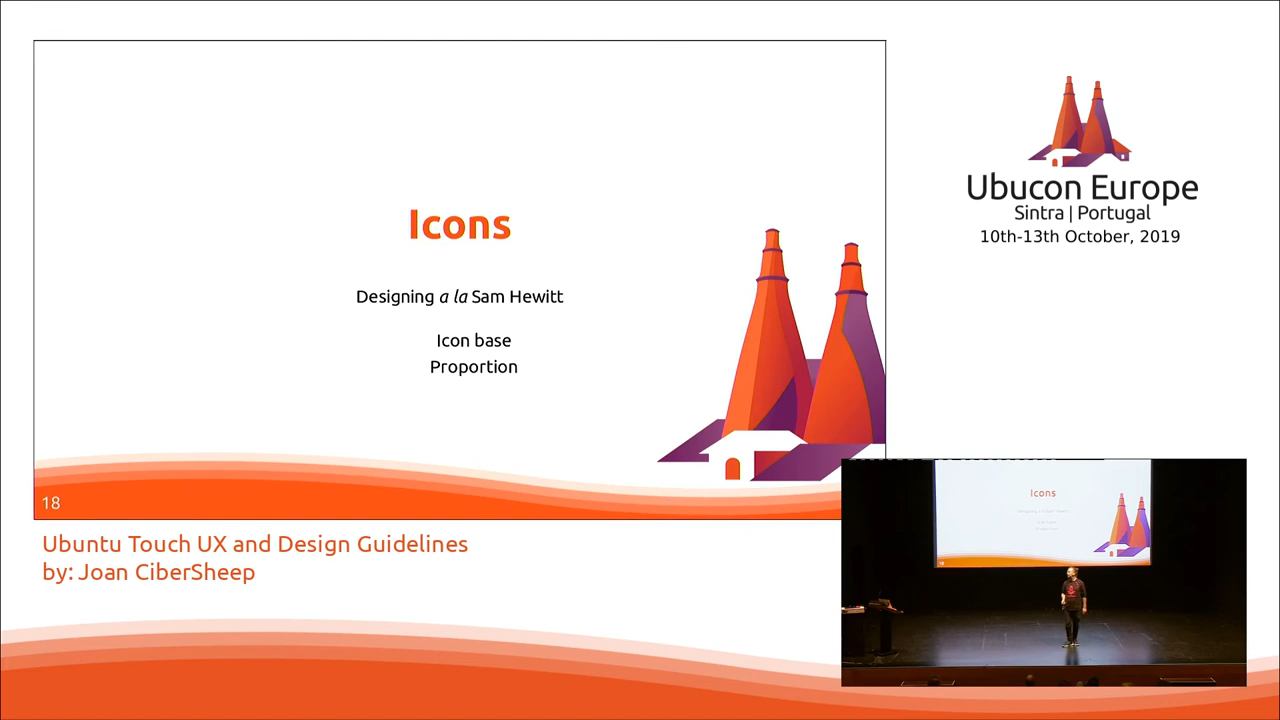 Icons
Designing a la Sam Hewitt
Icon base
Proportion
18
Ubuntu Touch UX and Design Guidelines
by: Joan CiberSheep
Ubucon Europe
Sintra | Portugal
10th-13th October, 2019
Icons